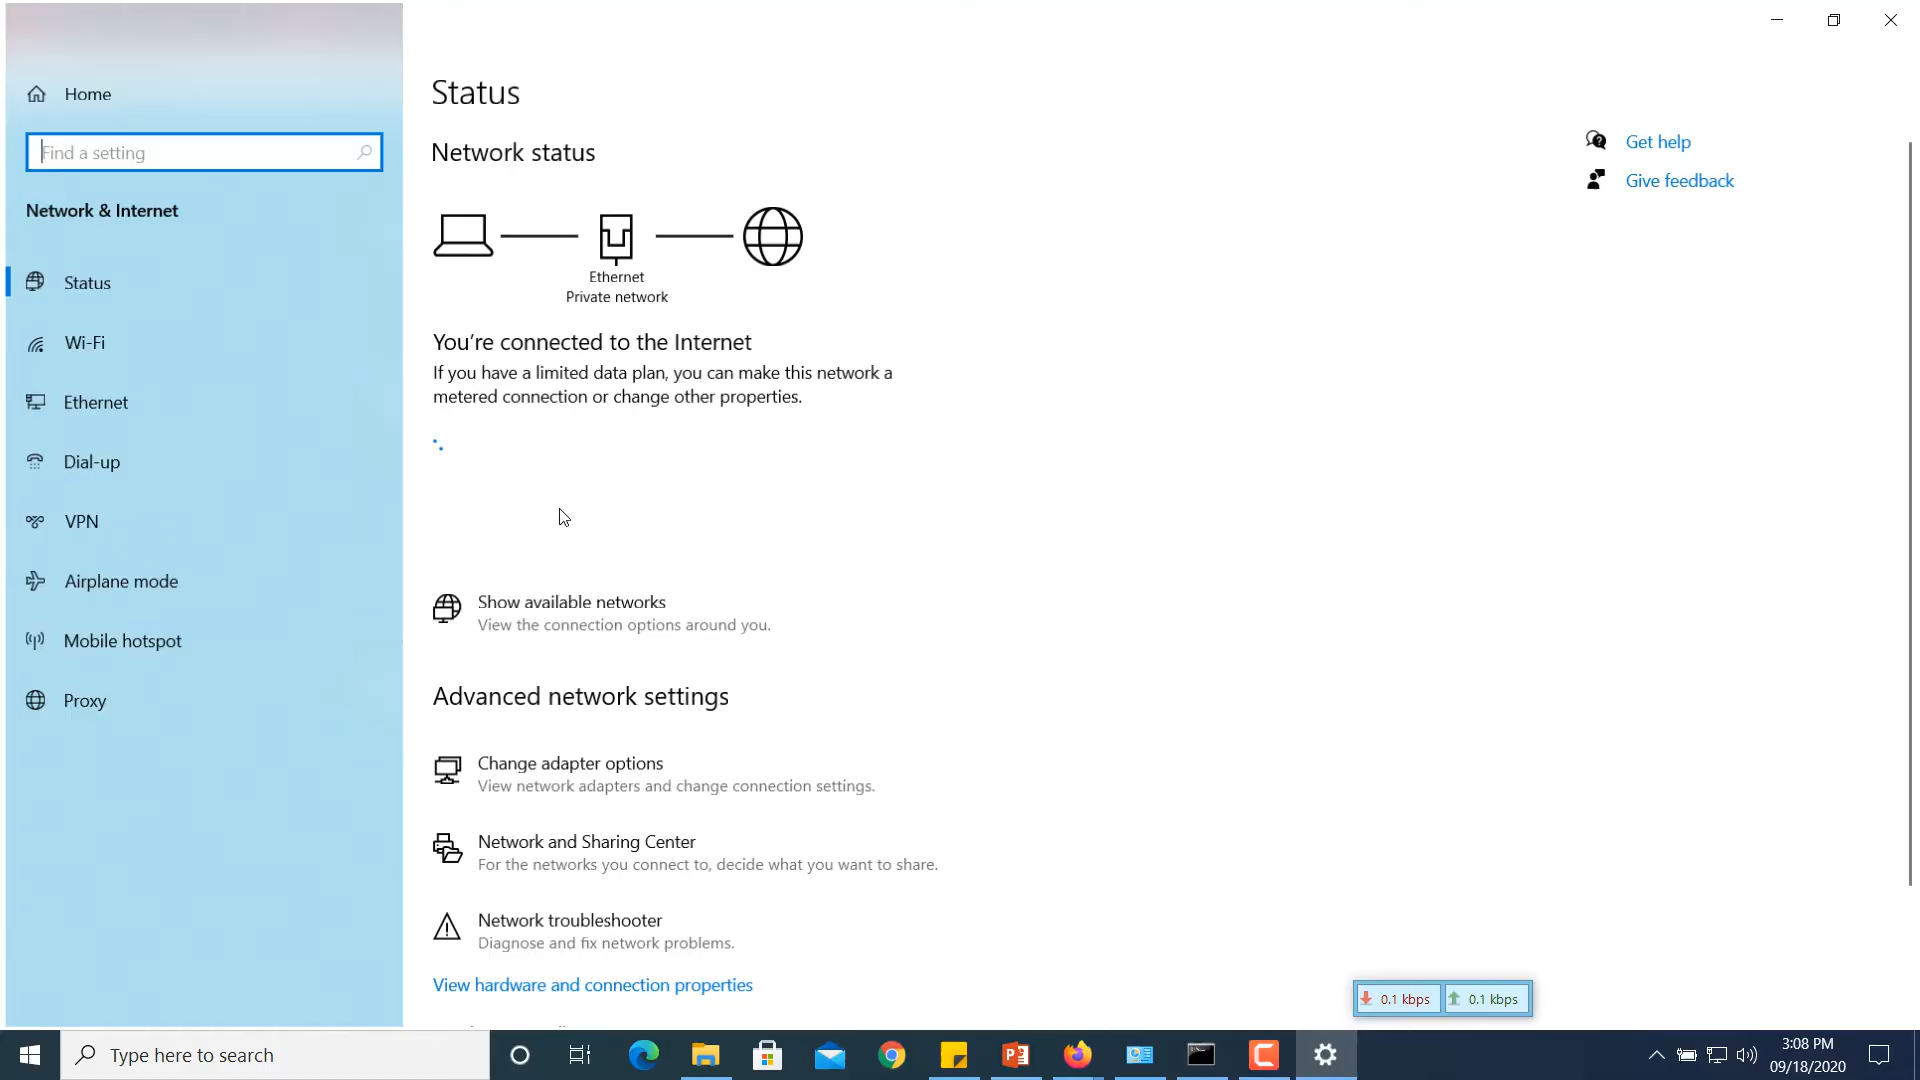 Home
Find a setting
Network & Internet
Status
Wi-Fi
Ethernet
Dial-up
VPN
Airplane mode
Mobile hotspot
Proxy
Status
Network status
Ethernet
Private network
You're connected to the Internet
If you have a limited data plan, you can make this network a
metered connection or change other properties.
Show available networks
View the connection options around you.
Advanced network settings
Change adapter options
View network adapters and change connection settings.
Network and Sharing Center
For the networks you connect to, decide what you want to share.
Network troubleshooter
Diagnose and fix network problems.
View hardware and connection properties
Get help
Give feedback
0.1 kbps 0.1 kbps
Type here to search
3:08 PM
09/18/2020